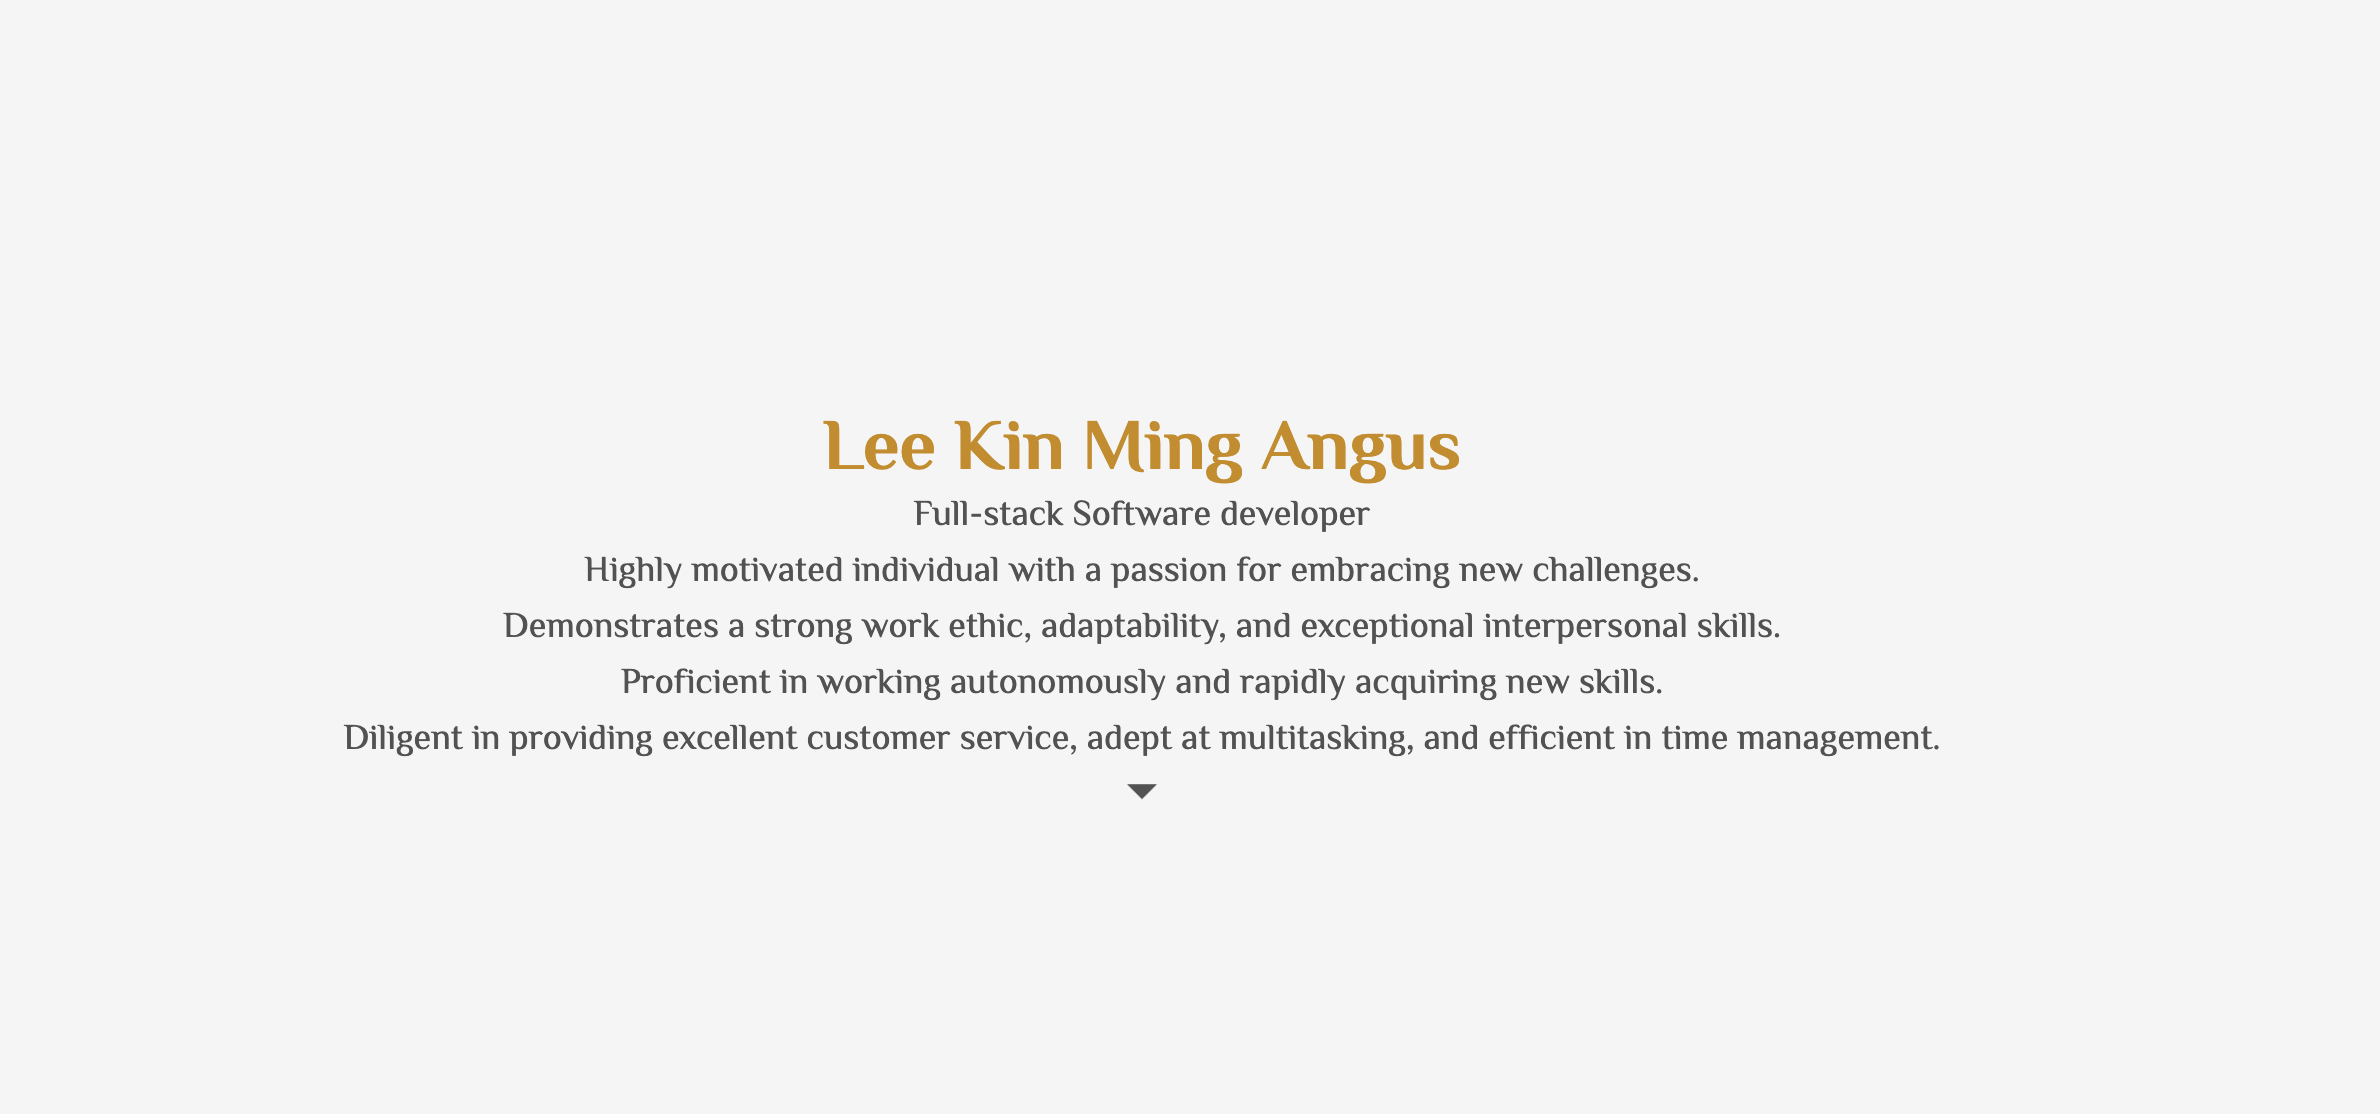 Lee Kin Ming Angus
Full-stack Software developer
Highly motivated individual with a passion for embracing new challenges.
Demonstrates a strong work ethic, adaptability, and exceptional interpersonal skills.
Proficient in working autonomously and rapidly acquiring new skills.
Diligent in providing excellent customer service, adept at multitasking, and efficient in time management.